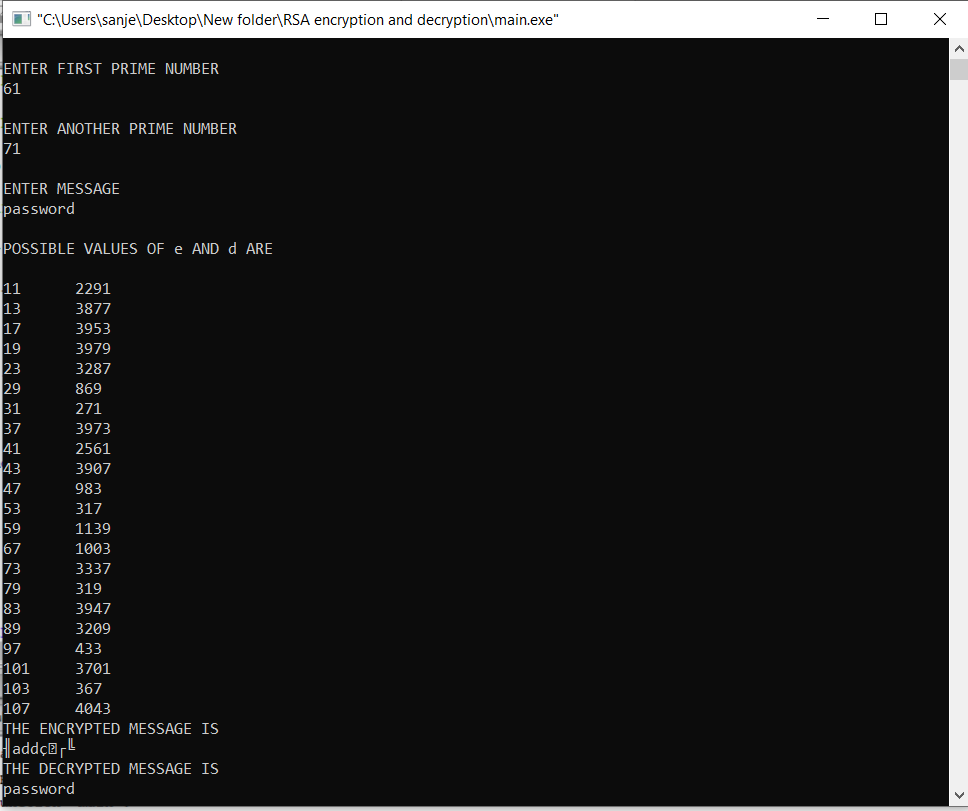 "C:\Users\sanje\Desktop\New folder\RSA encryption and decryption\main.exe"
ENTER FIRST PRIME NUMBER
61
ENTER ANOTHER PRIME NUMBER
71
ENTER MESSAGE
password
POSSIBLE VALUES OF e AND d ARE
11 2291
13 3877
17 3953
19 3979
23 3287
29 869
31 271
37 3973
41 2561
43 3907
47 983
53 317
59 1139
67 1003
73 3337
79 319
83 3947
89 3209
97 433
101 3701
103 367
107 4043
THE ENCRYPTED MESSAGE IS
╢addç⍰┌╚
THE DECRYPTED MESSAGE IS
password